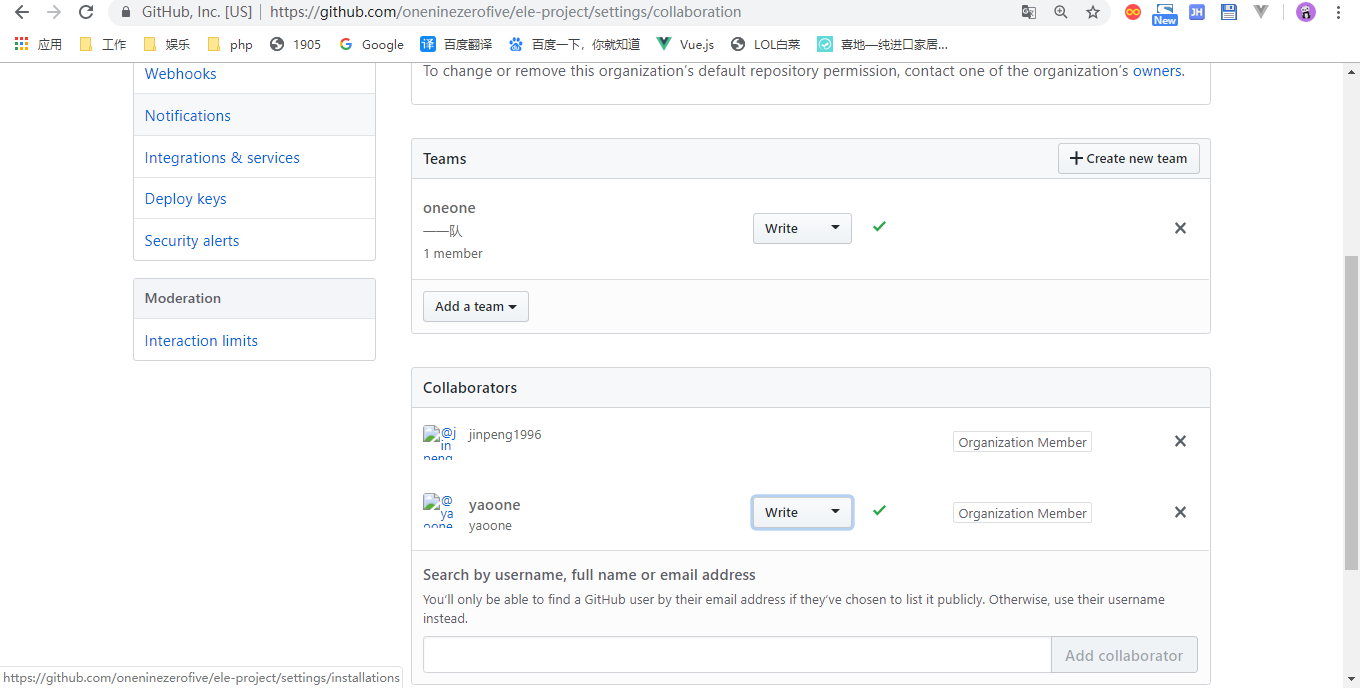 GitHub, Inc. [US] | https://github.com/oneninezerofive/ele-project/settings/collaboration
New
JH
应用 工作 娱乐 php 1905 Google 译 百度翻译 百度一下，你就知道 Vue.js LOL白菜 喜地—纯进口家居...
Webhooks
Notifications
Integrations & services
Deploy keys
Security alerts
Moderation
Interaction limits
To change or remove this organization’s default repository permission, contact one of the organization’s owners.
Teams
Create new team
oneone
——队
1 member
Write
Add a team
Collaborators
@j
in
peng
jinpeng1996
Organization Member
@
ya
oone
yaoone
yaoone
Write
Organization Member
Search by username, full name or email address
You’ll only be able to find a GitHub user by their email address if they’ve chosen to list it publicly. Otherwise, use their username
instead.
Add collaborator
https://github.com/oneninezerofive/ele-project/settings/installations